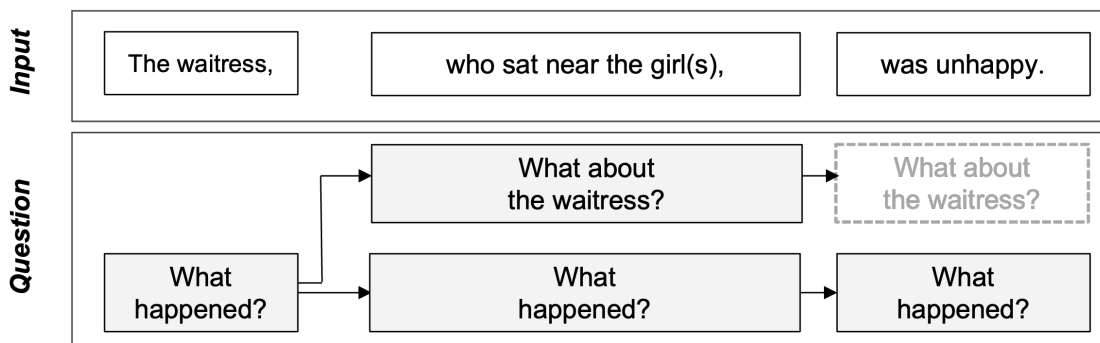 Input
The waitress,
who sat near the girl(s),
was unhappy.
Question
What about
the waitress?
What about
the waitress?
What
happened?
What
happened?
What
happened?